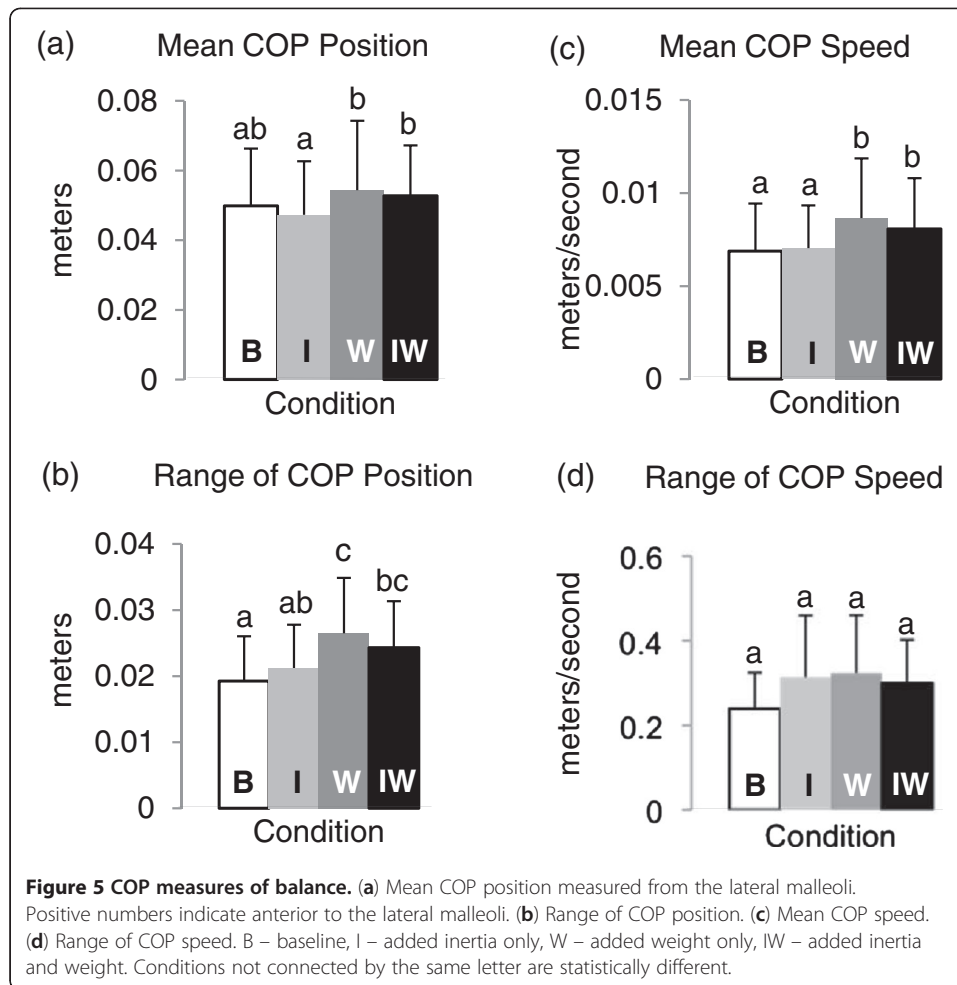 (a) Mean COP Position
0.08
0.06
0.04
0.02
0
meters
ab a b b
B I W IW
Condition
(c) Mean COP Speed
0.015
0.01
0.005
0
meters/second
a a b b
B I W IW
Condition
(b) Range of COP Position
0.04
0.03
0.02
0.01
0
meters
a ab c bc
B I W IW
Condition
(d) Range of COP Speed
0.6
0.4
0.2
0
meters/second
a a a a
B I W IW
Condition
Figure 5 COP measures of balance. (a) Mean COP position measured from the lateral malleoli.
Positive numbers indicate anterior to the lateral malleoli. (b) Range of COP position. (c) Mean COP speed.
(d) Range of COP speed. B – baseline, I – added inertia only, W – added weight only, IW – added inertia
and weight. Conditions not connected by the same letter are statistically different.